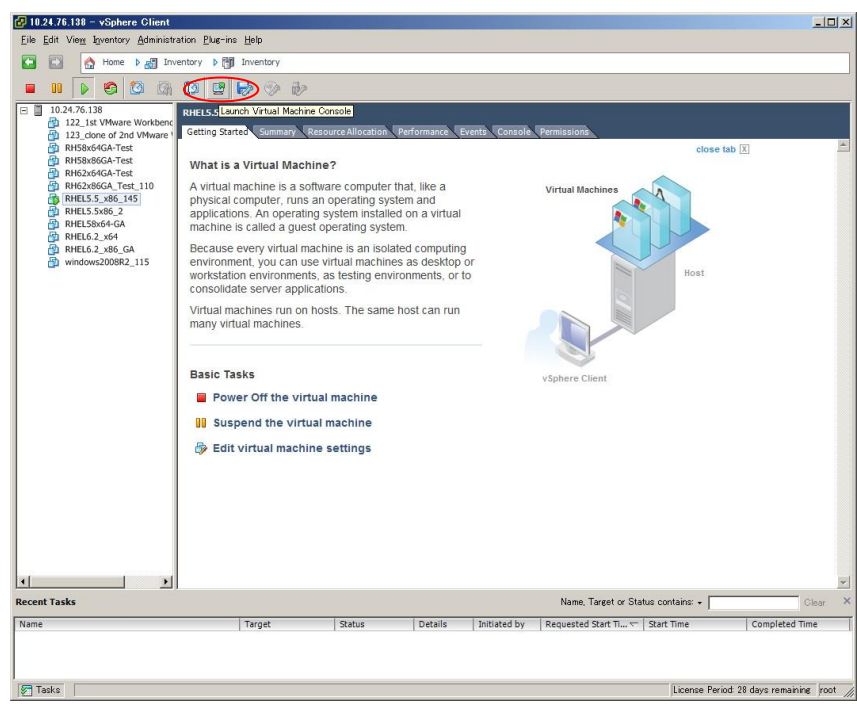 10.24.76.138 - vSphere Client
File Edit View Inventory Administration Plug-ins Help
Home Inventory Inventory
10.24.76.138
122_1st VMware Workbenc
123_clone of 2nd VMware
RH58x64GA-Test
RH58x86GA-Test
RH62x64GA-Test
RH62x86GA_Test_110
RHEL5.5_x86_145
RHEL5.5x86_2
RHEL58x64-GA
RHEL6.2_x64
RHEL6.2_x86_GA
windows2008R2_115
RHEL5.5
Launch Virtual Machine Console
Getting Started Summary Resource Allocation Performance Events Console Permissions
close tab X
What is a Virtual Machine?
A virtual machine is a software computer that, like a
physical computer, runs an operating system and
applications. An operating system installed on a virtual
machine is called a guest operating system.
Because every virtual machine is an isolated computing
environment, you can use virtual machines as desktop or
workstation environments, as testing environments, or to
consolidate server applications.
Virtual machines run on hosts. The same host can run
many virtual machines.
Virtual Machines
Host
vSphere Client
Basic Tasks
Power Off the virtual machine
Suspend the virtual machine
Edit virtual machine settings
Recent Tasks
Name, Target or Status contains:
Clear
Name Target Status Details Initiated by Requested Start Ti... Start Time Completed Time
Tasks
License Period: 28 days remaining root